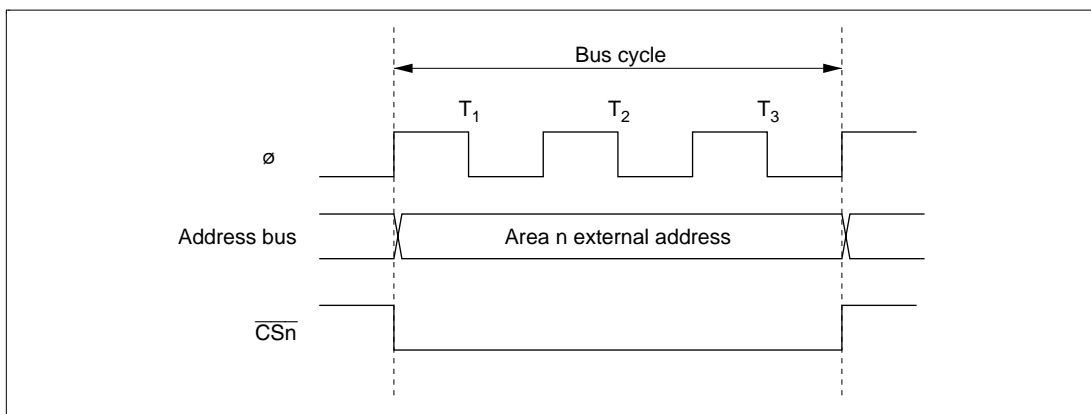 Bus cycle
T1 T2 T3
ø
Address bus Area n external address
CSn